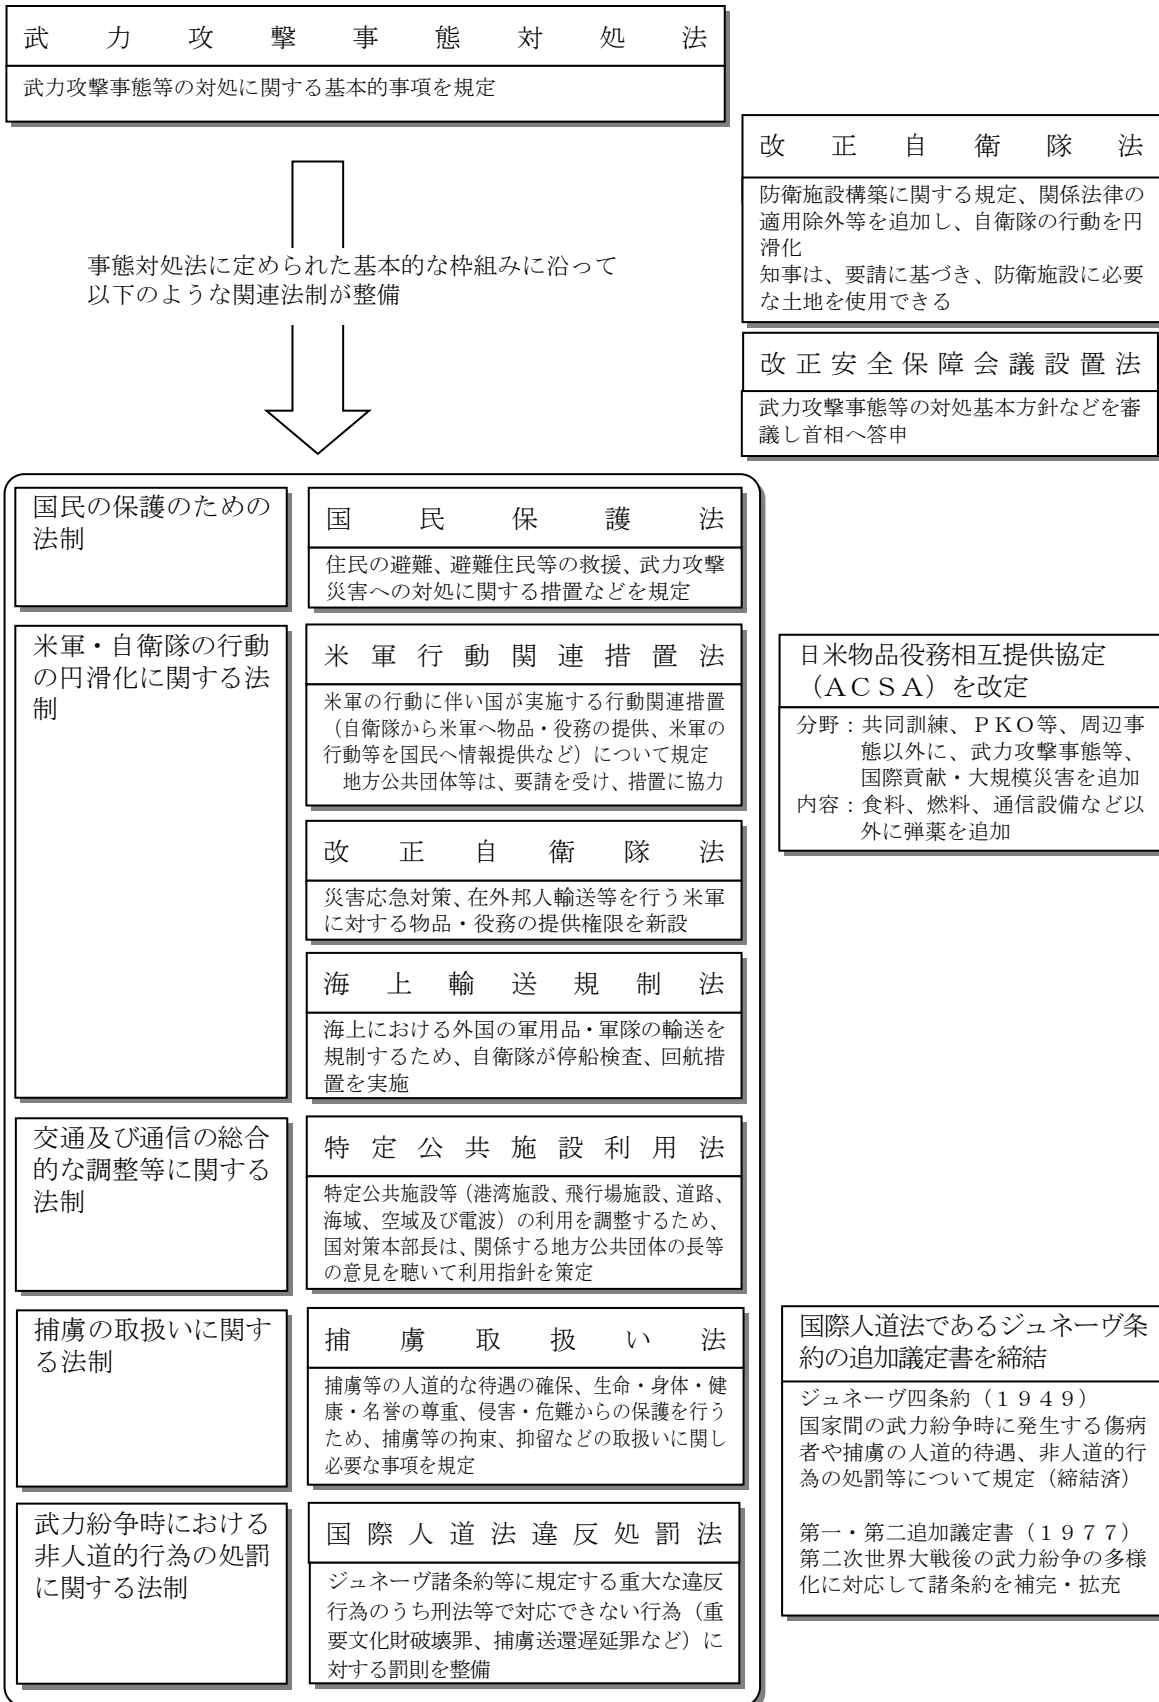 武力攻撃事態対処法
武力攻撃事態等の対処に関する基本的事項を規定
改正自衛隊法
防衛施設構築に関する規定、関係法律の
適用除外等を追加し、自衛隊の行動を円
滑化
知事は、要請に基づき、防衛施設に必要
な土地を使用できる
事態対処法に定められた基本的な枠組みに沿って
以下のような関連法制が整備
改正安全保障会議設置法
武力攻撃事態等の対処基本方針などを審
議し首相へ答申
国民の保護のための
法制
国民保護法
住民の避難、避難住民等の救援、武力攻撃
災害への対処に関する措置などを規定
米軍・自衛隊の行動
の円滑化に関する法
制
米軍行動関連措置法
米軍の行動に伴い国が実施する行動関連措置
（自衛隊から米軍へ物品・役務の提供、米軍の
行動等を国民へ情報提供など）について規定
地方公共団体等は、要請を受け、措置に協力
日米物品役務相互提供協定
（ＡＣＳＡ）を改定
分野：共同訓練、ＰＫＯ等、周辺事
態以外に、武力攻撃事態等、
国際貢献・大規模災害を追加
内容：食料、燃料、通信設備など以
外に弾薬を追加
改正自衛隊法
災害応急対策、在外邦人輸送等を行う米軍
に対する物品・役務の提供権限を新設
海上輸送規制法
海上における外国の軍用品・軍隊の輸送を
規制するため、自衛隊が停船検査、回航措
置を実施
交通及び通信の総合
的な調整等に関する
法制
特定公共施設利用法
特定公共施設等（港湾施設、飛行場施設、道路、
海域、空域及び電波）の利用を調整するため、
国対策本部長は、関係する地方公共団体の長等
の意見を聴いて利用指針を策定
捕虜の取扱いに関す
る法制
捕虜取扱い法
捕虜等の人道的な待遇の確保、生命・身体・健
康・名誉の尊重、侵害・危難からの保護を行う
ため、捕虜等の拘束、抑留などの取扱いに関し
必要な事項を規定
国際人道法であるジュネーヴ条
約の追加議定書を締結
ジュネーヴ四条約（１９４９）
国家間の武力紛争時に発生する傷病
者や捕虜の人道的待遇、非人道的行
為の処罰等について規定（締結済）
第一・第二追加議定書（１９７７）
第二次世界大戦後の武力紛争の多様
化に対応して諸条約を補完・拡充
武力紛争時における
非人道的行為の処罰
に関する法制
国際人道法違反処罰法
ジュネーヴ諸条約等に規定する重大な違反
行為のうち刑法等で対応できない行為（重
要文化財破壊罪、捕虜送還遅延罪など）に
対する罰則を整備